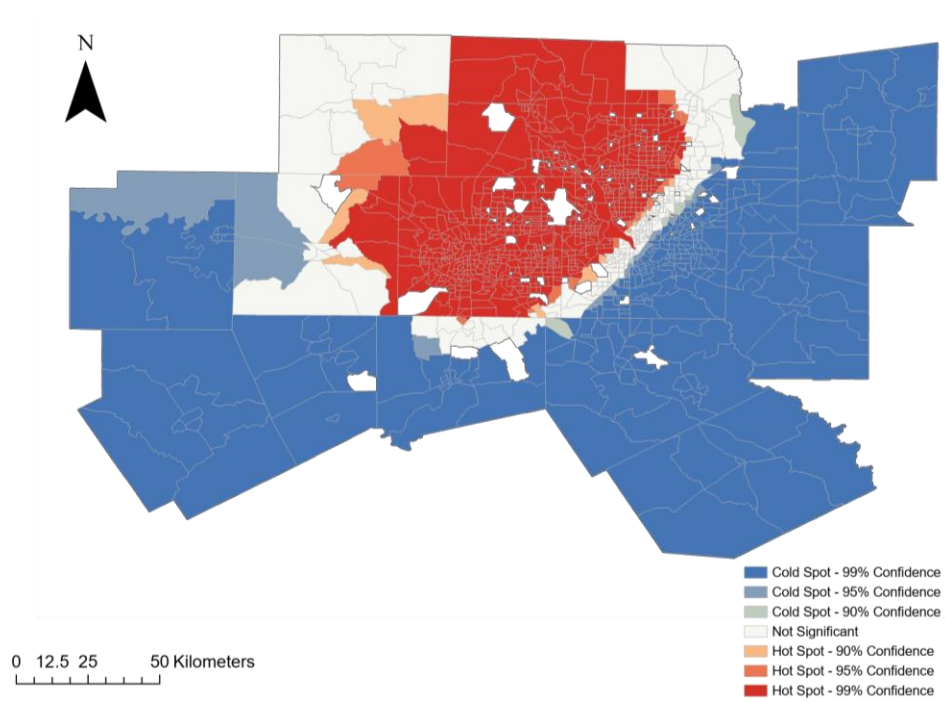 N
Cold Spot - 99% Confidence
Cold Spot - 95% Confidence
Cold Spot - 90% Confidence
Not Significant
Hot Spot - 90% Confidence
Hot Spot - 95% Confidence
Hot Spot - 99% Confidence
0 12.5 25 50 Kilometers